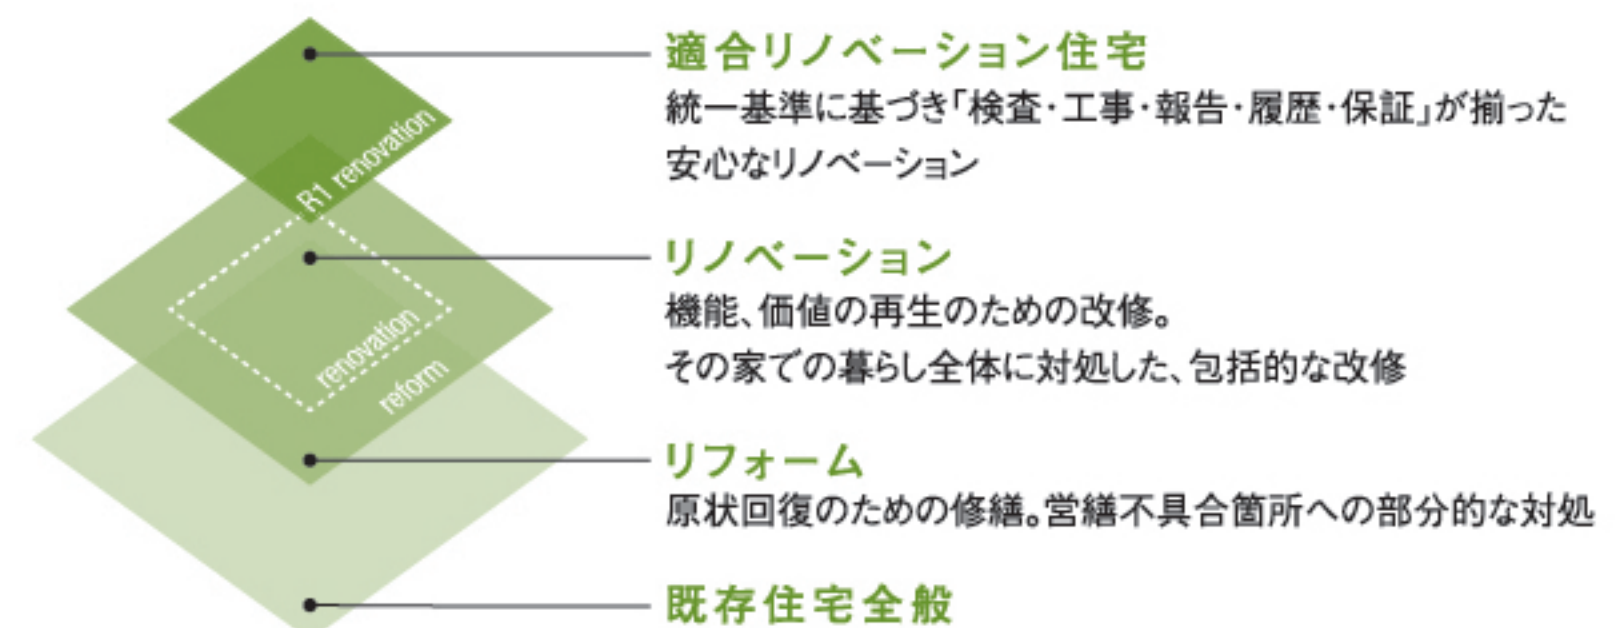 適合リノベーション住宅
統一基準に基づき「検査・工事・報告・履歴・保証」が揃った
安心なリノベーション
R1 renovation
リノベーション
機能、価値の再生のための改修。
その家での暮らし全体に対処した、包括的な改修
renovation
reform
リフォーム
原状回復のための修繕。営繕不具合箇所への部分的な対処
既存住宅全般